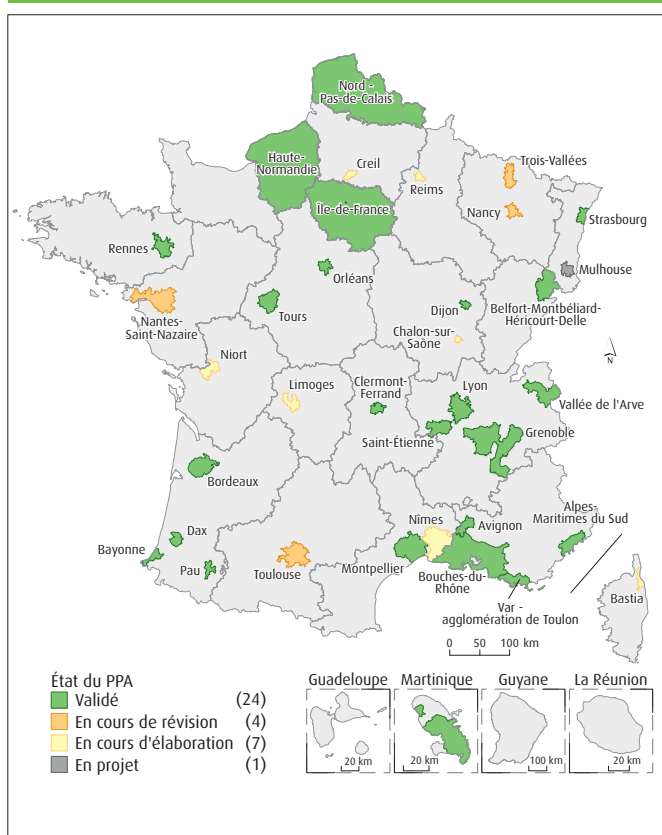 Nord -
Pas-de-Calais
Haute-
Normandie
Creil
Reims
Trois-Vallées
Île-de-France
Nancy
Strasbourg
Rennes
Orléans
Mulhouse
Nantes-
Saint-Nazaire
Tours
Dijon
Belfort-Montbéliard-
Héricourt-Delle
Chalon-sur-
Saône
N
Niort
Limoges
Clermont-
Ferrand
Lyon
Vallée de l'Arve
Saint-Étienne
Grenoble
Bordeaux
Alpes-
Maritimes du Sud
Nimes
Avignon
Dax
Bayonne
Pau
Toulouse
Montpellier
Bouches-du-
Rhône
Var -
agglomération de Toulon
Bastia
0 50 100 km
État du PPA
Validé (24)
En cours de révision (4)
En cours d'élaboration (7)
En projet (1)
Guadeloupe
Martinique
Guyane
La Réunion
20 km
20 km
100 km
20 km